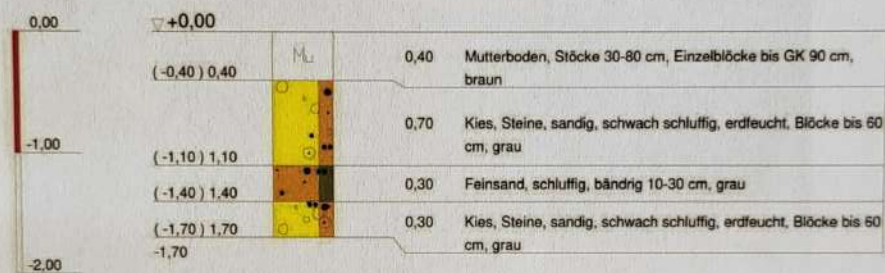 0,00
▽ +0,00
Mu
0,40 Mutterboden, Stöcke 30-80 cm, Einzelblöcke bis GK 90 cm,
braun
(-0,40) 0,40
0,70 Kies, Steine, sandig, schwach schluffig, erdfeucht, Blöcke bis 60
cm, grau
-1,00
(-1,10) 1,10
0,30 Feinsand, schluffig, bändrig 10-30 cm, grau
(-1,40) 1,40
0,30 Kies, Steine, sandig, schwach schluffig, erdfeucht, Blöcke bis 60
cm, grau
(-1,70) 1,70
-1,70
-2,00